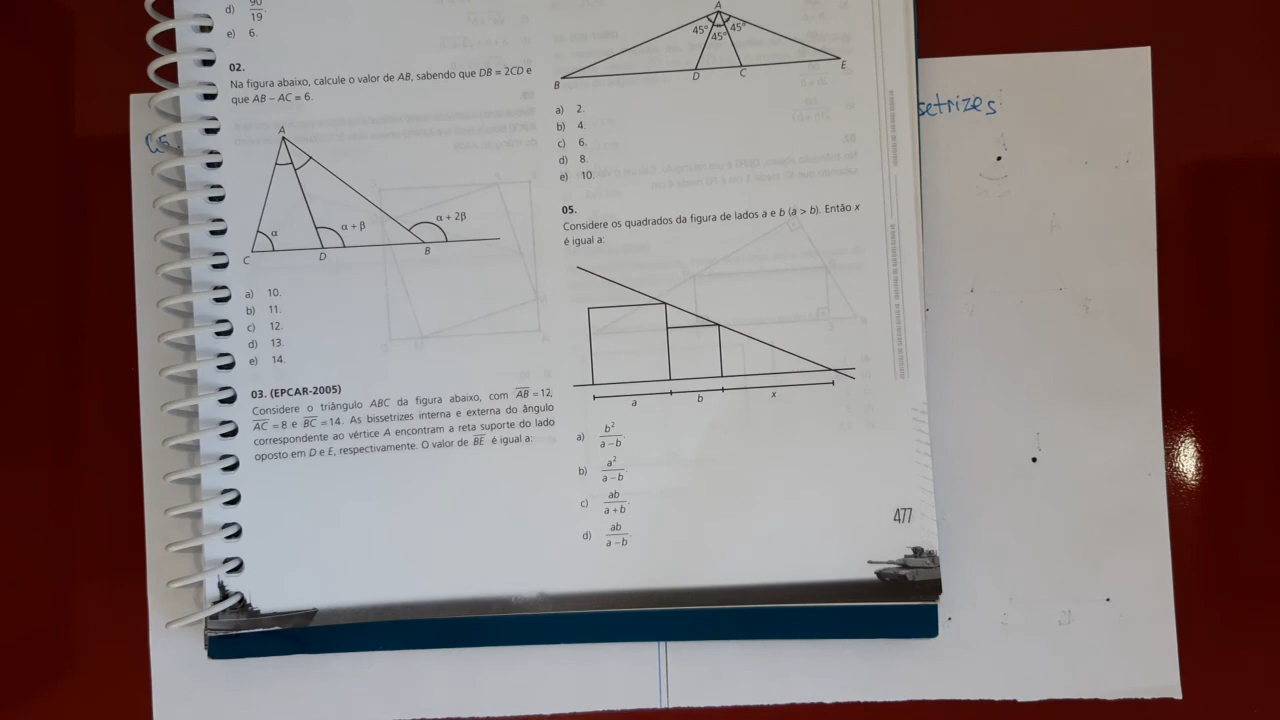 d) 90/19.
e) 6.
02.
Na figura abaixo, calcule o valor de AB, sabendo que DB = 2CD e
que AB – AC = 6.
A
α
α + β
α + 2β
C
D
B
a) 10.
b) 11.
c) 12.
d) 13.
e) 14.
03. (EPCAR-2005)
Considere o triângulo ABC da figura abaixo, com AB = 12,
AC = 8 e BC = 14. As bissetrizes interna e externa do ângulo
correspondente ao vértice A encontram a reta suporte do lado
oposto em D e E, respectivamente. O valor de BE é igual a:
A
45°
45°
45°
B
D
C
E
a) 2.
b) 4.
c) 6.
d) 8.
e) 10.
05.
Considere os quadrados da figura de lados a e b (a > b). Então x
é igual a:
a
b
x
a) b²/(a – b).
b) a²/(a – b).
c) ab/(a + b).
d) ab/(a – b).
477
setrizes